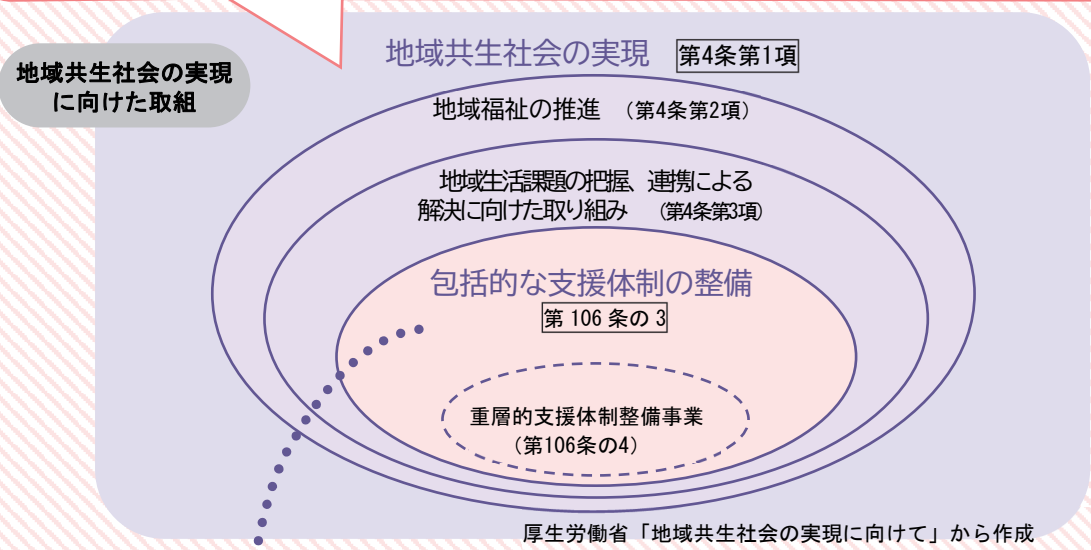 地域共生社会の実現
に向けた取組
地域共生社会の実現 第4条第1項
地域福祉の推進 （第4条第2項）
地域生活課題の把握、連携による
解決に向けた取り組み （第4条第3項）
包括的な支援体制の整備
第 106 条の 3
重層的支援体制整備事業
（第106条の4）
厚生労働省「地域共生社会の実現に向けて」から作成